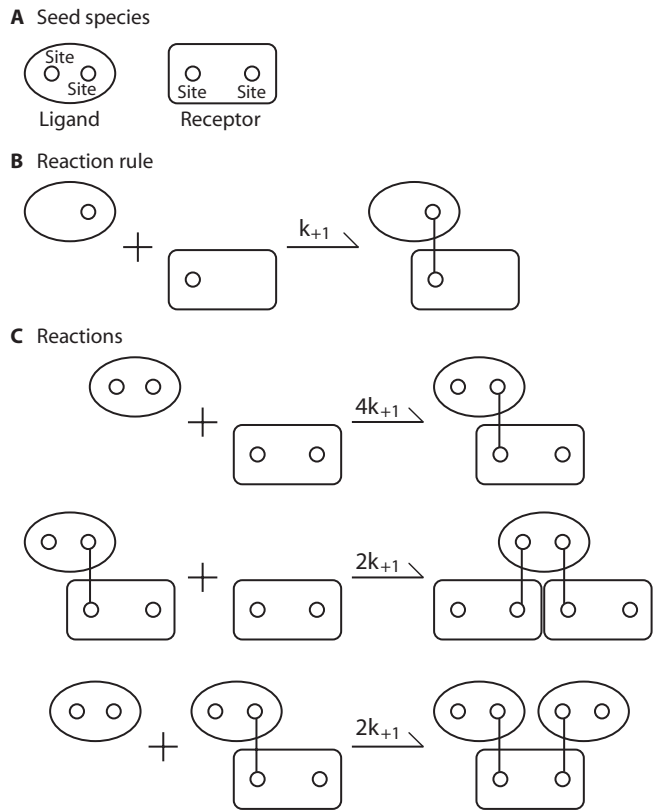 A Seed species
Site
Site
Site
Site
Ligand
Receptor
B Reaction rule
k+1
C Reactions
4k+1
2k+1
2k+1